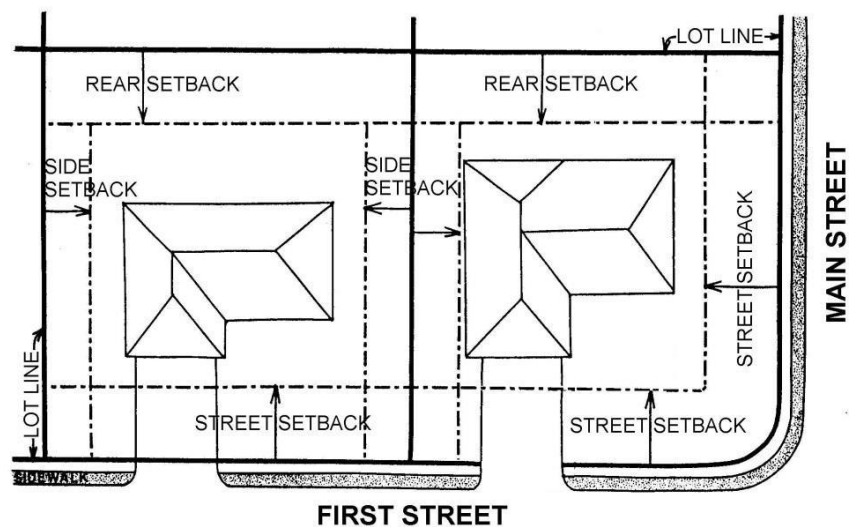 LOT LINE
REAR SETBACK
REAR SETBACK
SIDE
SETBACK
SIDE
SETBACK
STREET SETBACK
MAIN STREET
LOT LINE
STREET SETBACK
STREET SETBACK
SIDEWALK
FIRST STREET